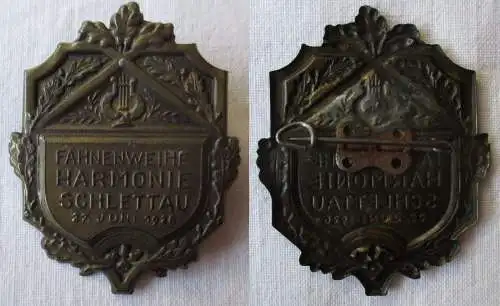 FAHNENWEIHE
HARMONIE
SCHLETTAU
27. JUNI 1926